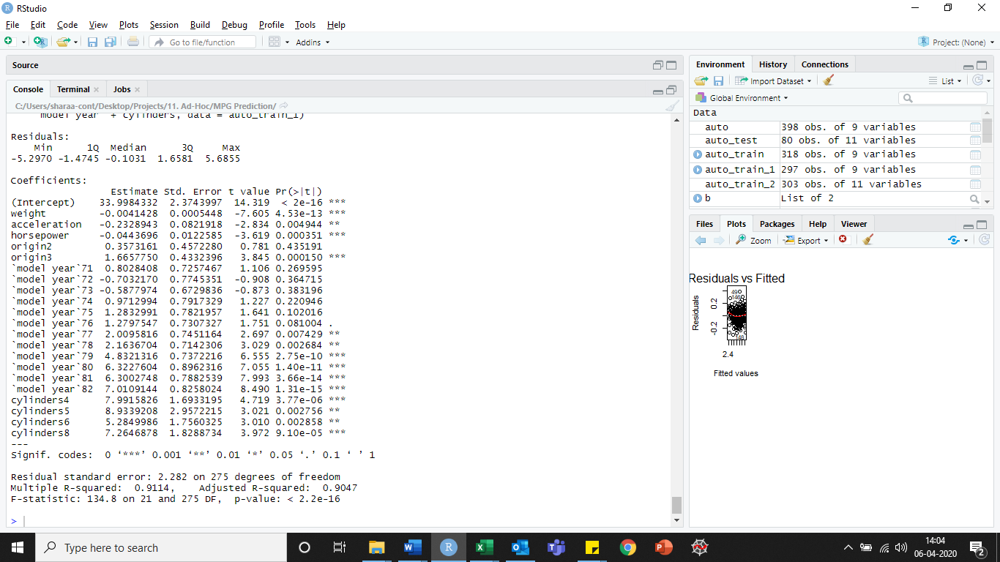 RStudio
File Edit Code View Plots Session Build Debug Profile Tools Help
Go to file/function Addins Project: (None)
Source
Console Terminal Jobs
C:/Users/sharaa-cont/Desktop/Projects/11. Ad-Hoc/MPG Prediction/
model year` + cylinders, data = auto_train_1)
Residuals:
Min 1Q Median 3Q Max
-5.2970 -1.4745 -0.1031 1.6581 5.6855
Coefficients:
Estimate Std. Error t value Pr(>|t|)
(Intercept) 33.9984332 2.3743997 14.319 < 2e-16 ***
weight -0.0041428 0.0005448 -7.605 4.53e-13 ***
acceleration -0.2328943 0.0821918 -2.834 0.004944 **
horsepower -0.0443696 0.0122585 -3.619 0.000351 ***
origin2 0.3573161 0.4572280 0.781 0.435191
origin3 1.6657750 0.4332396 3.845 0.000150 ***
`model year`71 0.8028408 0.7257467 1.106 0.269595
`model year`72 -0.7032170 0.7745351 -0.908 0.364715
`model year`73 -0.5877974 0.6729836 -0.873 0.383196
`model year`74 0.9712994 0.7917329 1.227 0.220946
`model year`75 1.2832991 0.7821957 1.641 0.102016
`model year`76 1.2797547 0.7307327 1.751 0.081004 .
`model year`77 2.0095816 0.7451164 2.697 0.007429 **
`model year`78 2.1636704 0.7142306 3.029 0.002684 **
`model year`79 4.8321316 0.7372216 6.555 2.75e-10 ***
`model year`80 6.3227604 0.8962316 7.055 1.40e-11 ***
`model year`81 6.3002748 0.7882539 7.993 3.66e-14 ***
`model year`82 7.0109144 0.8258024 8.490 1.31e-15 ***
cylinders4 7.9915826 1.6933195 4.719 3.77e-06 ***
cylinders5 8.9339208 2.9572215 3.021 0.002756 **
cylinders6 5.2849986 1.7560325 3.010 0.002858 **
cylinders8 7.2646878 1.8288734 3.972 9.10e-05 ***
---
Signif. codes: 0 ‘***’ 0.001 ‘**’ 0.01 ‘*’ 0.05 ‘.’ 0.1 ‘ ’ 1
Residual standard error: 2.282 on 275 degrees of freedom
Multiple R-squared: 0.9114, Adjusted R-squared: 0.9047
F-statistic: 134.8 on 21 and 275 DF, p-value: < 2.2e-16
>
Environment History Connections
Import Dataset List
Global Environment
Data
auto 398 obs. of 9 variables
auto_test 80 obs. of 11 variables
auto_train 318 obs. of 9 variables
auto_train_1 297 obs. of 9 variables
auto_train_2 303 obs. of 11 variables
b List of 2
Files Plots Packages Help Viewer
Zoom Export
Residuals vs Fitted
Residuals
-0.2 0.2
49
146
148
2.4
Fitted values
Type here to search
14:04
06-04-2020
2